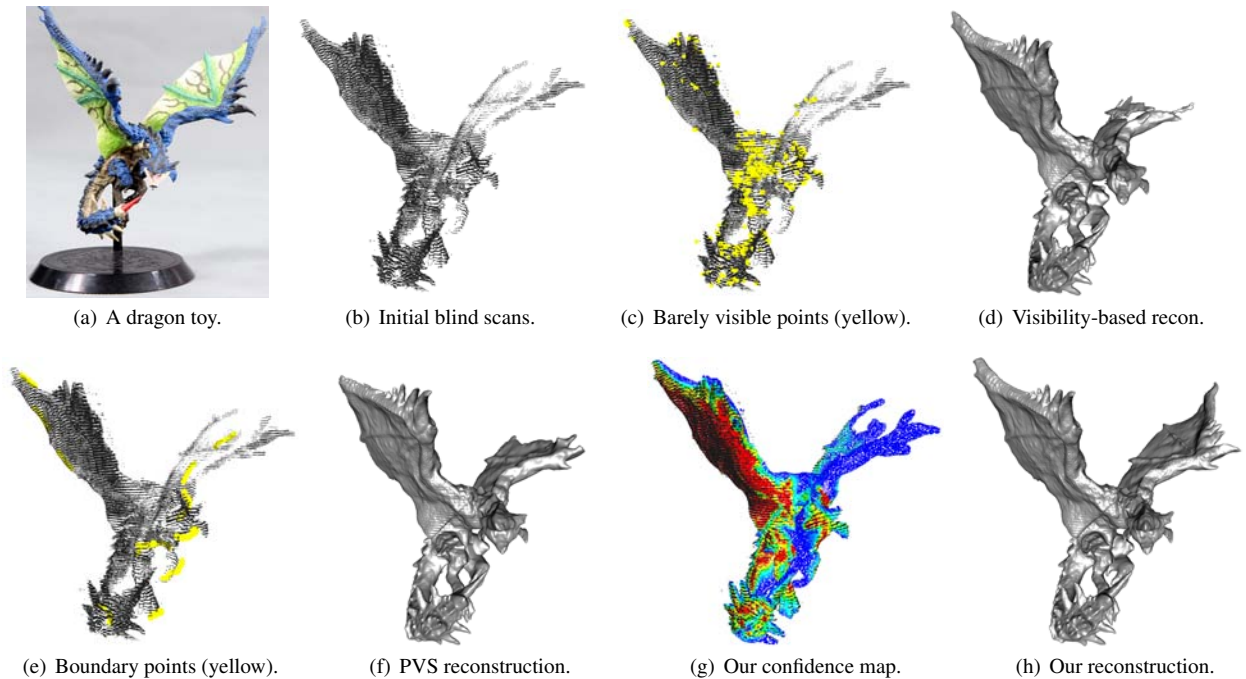 (a) A dragon toy.
(b) Initial blind scans.
(c) Barely visible points (yellow).
(d) Visibility-based recon.
(e) Boundary points (yellow).
(f) PVS reconstruction.
(g) Our confidence map.
(h) Our reconstruction.